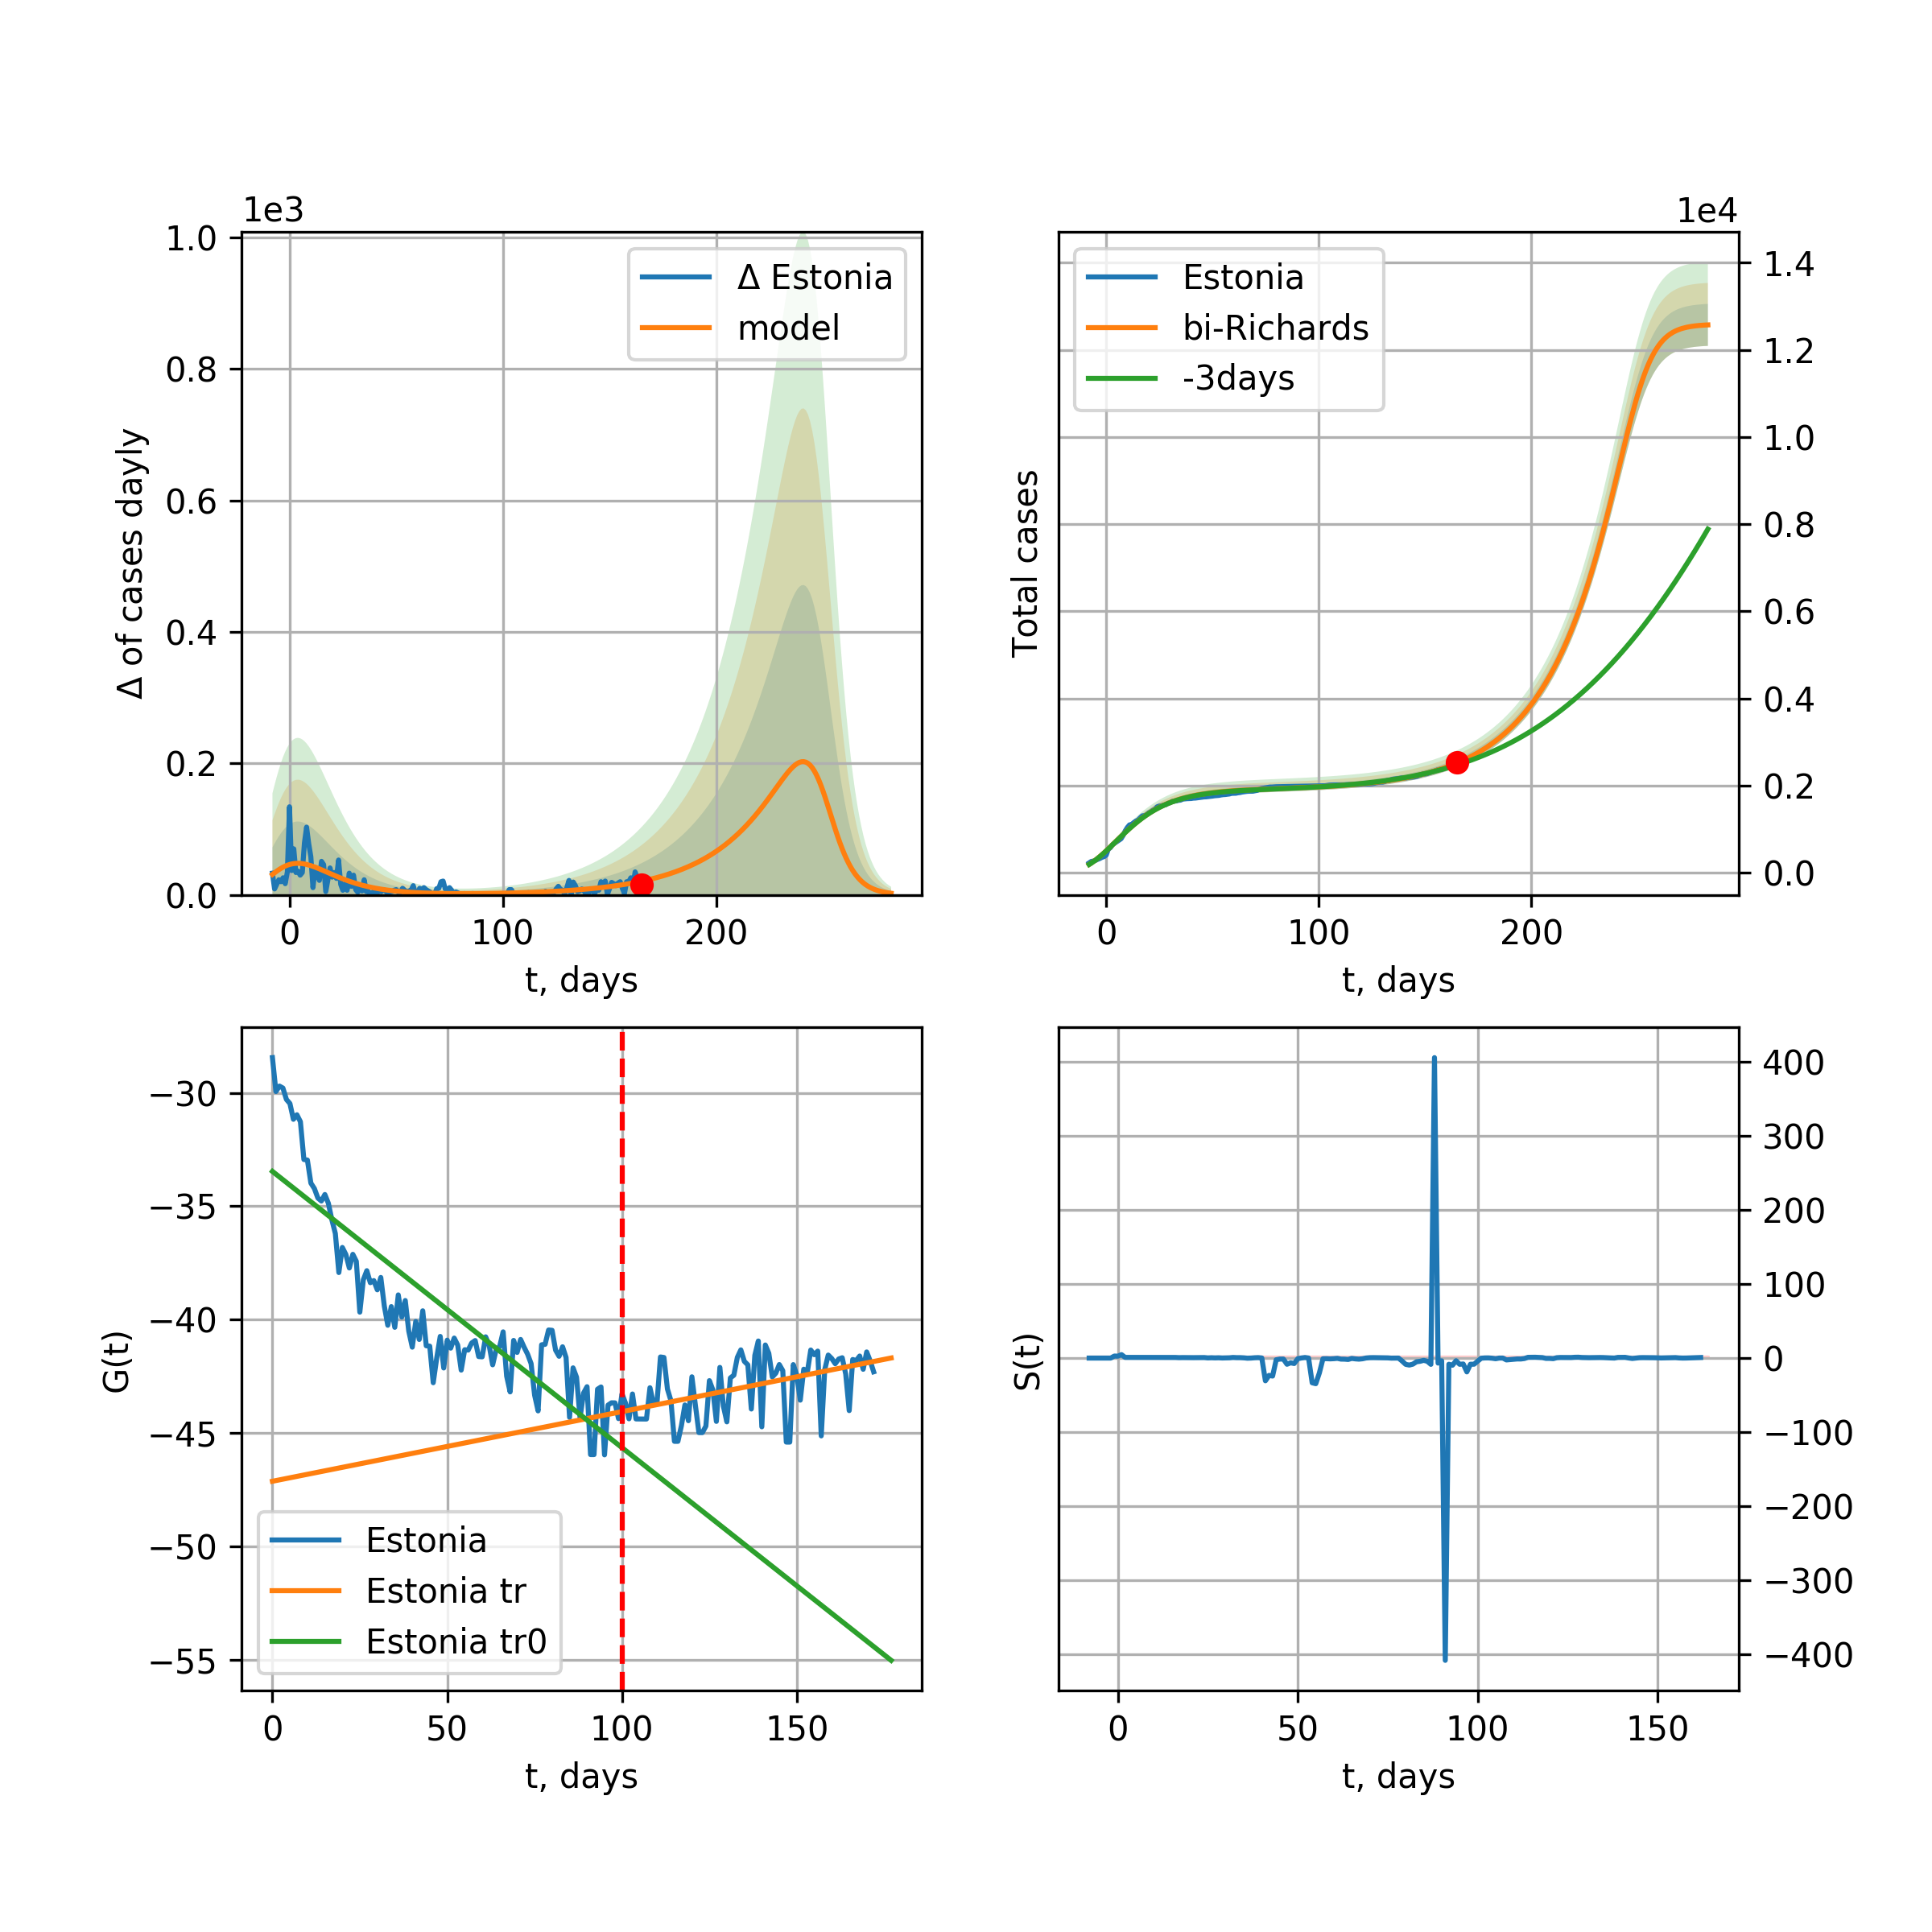 1e3
1.0
0.8
0.6
0.4
0.2
0.0
Δ of cases dayly
Δ Estonia
model
0
100
200
t, days
1e4
1.4
1.2
1.0
0.8
0.6
0.4
0.2
0.0
Total cases
Estonia
bi-Richards
-3days
0
100
200
t, days
−30
−35
−40
−45
−50
−55
G(t)
Estonia
Estonia tr
Estonia tr0
0
50
100
150
t, days
400
300
200
100
0
−100
−200
−300
−400
S(t)
0
50
100
150
t, days